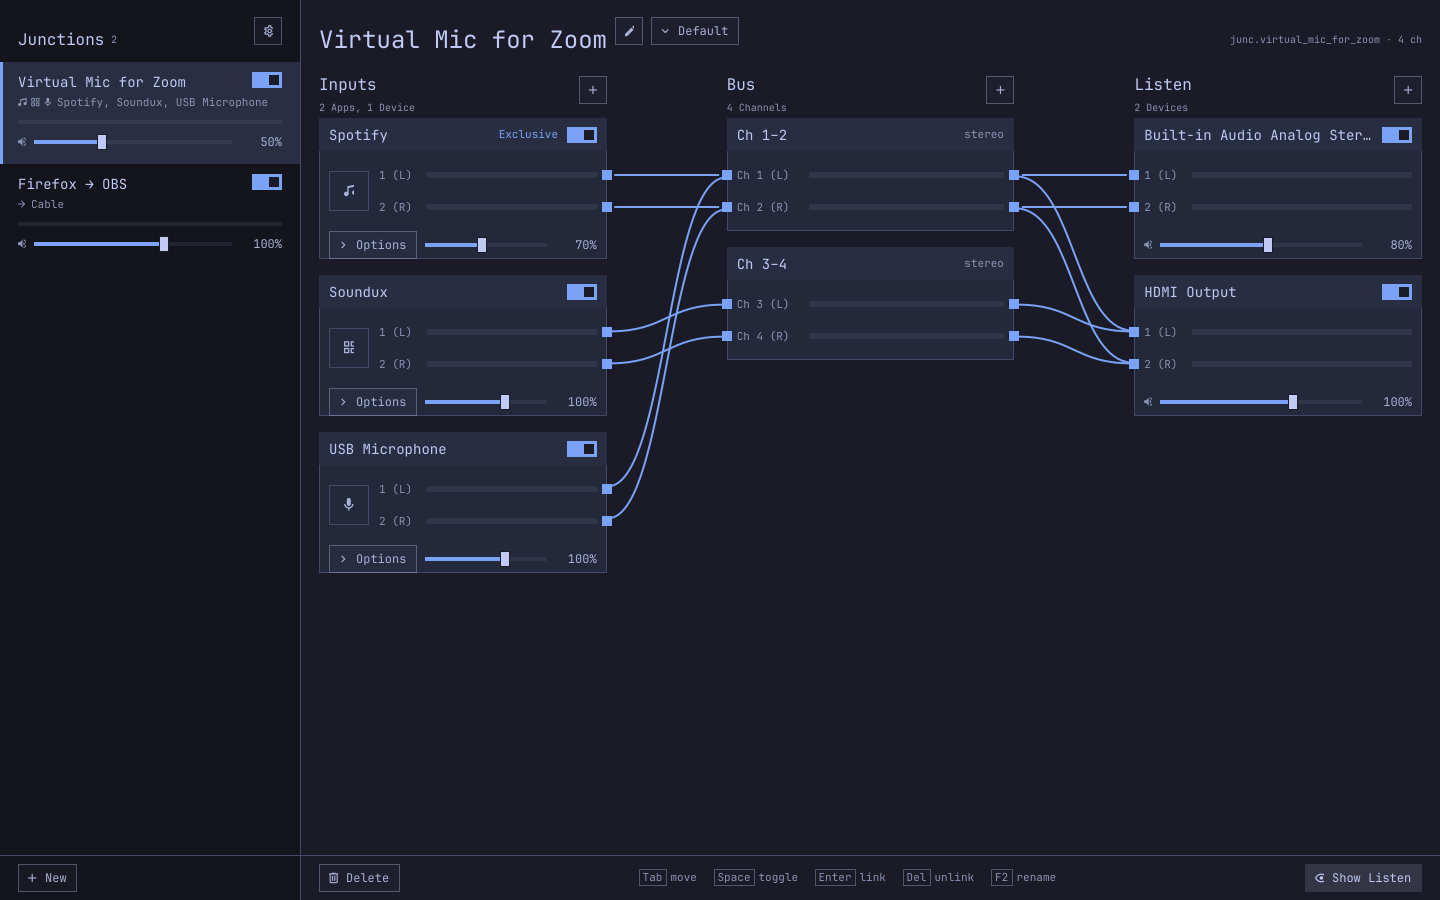 Junctions 2
Virtual Mic for Zoom
Spotify, Soundux, USB Microphone
50%
Firefox → OBS
→ Cable
100%
+ New
Virtual Mic for Zoom
Default
junc.virtual_mic_for_zoom · 4 ch
Inputs
2 Apps, 1 Device
Spotify
Exclusive
1 (L)
2 (R)
Options
70%
Soundux
1 (L)
2 (R)
Options
100%
USB Microphone
1 (L)
2 (R)
Options
100%
Bus
4 Channels
Ch 1–2
stereo
Ch 1 (L)
Ch 2 (R)
Ch 3–4
stereo
Ch 3 (L)
Ch 4 (R)
Listen
2 Devices
Built-in Audio Analog Ster…
1 (L)
2 (R)
80%
HDMI Output
1 (L)
2 (R)
100%
Delete
Tab move Space toggle Enter link Del unlink F2 rename
Show Listen